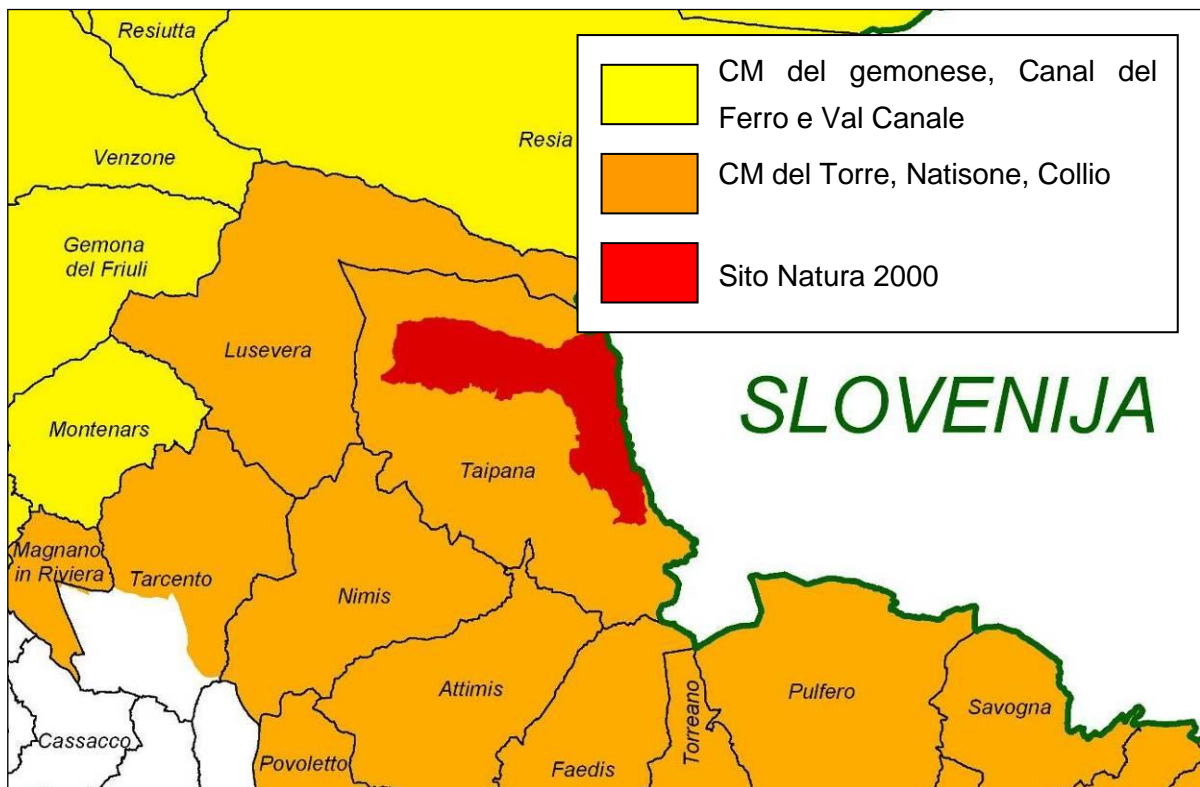 Resiutta
CM del gemonese, Canal del
Ferro e Val Canale
Resia
Venzone
CM del Torre, Natisone, Collio
Gemona
del Friuli
Sito Natura 2000
Lusevera
SLOVENIJA
Montenars
Taipana
Magnano
in Riviera
Tarcento
Nimis
Attimis
Pulfero
Savogna
Torreano
Cassacco
Povoletto
Faedis